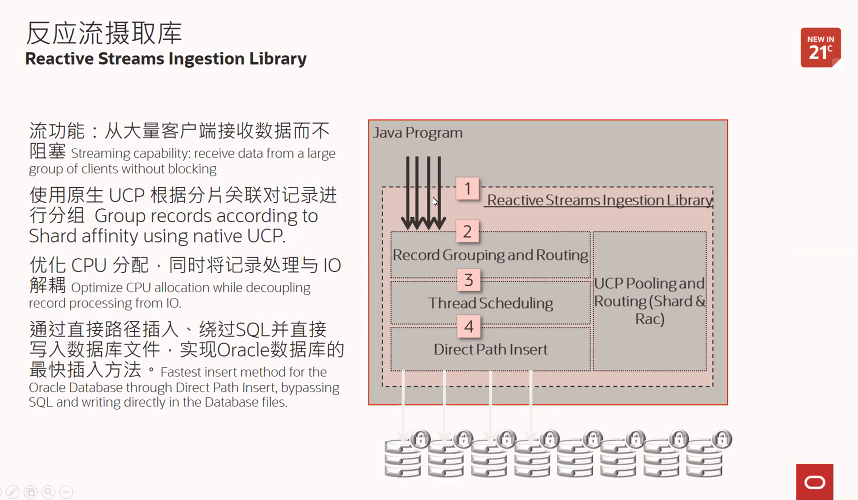 反应流摄取库
Reactive Streams Ingestion Library
NEW IN
21c
流功能：从大量客户端接收数据而不
阻塞 Streaming capability: receive data from a large
group of clients without blocking
使用原生 UCP 根据分片关联对记录进
行分组 Group records according to
Shard affinity using native UCP.
优化 CPU 分配，同时将记录处理与 IO
解耦 Optimize CPU allocation while decoupling
record processing from IO.
通过直接路径插入、绕过SQL并直接
写入数据库文件，实现Oracle数据库的
最快插入方法。Fastest insert method for the
Oracle Database through Direct Path Insert, bypassing
SQL and writing directly in the Database files.
Java Program
1
Reactive Streams Ingestion Library
2
Record Grouping and Routing
3
Thread Scheduling
4
Direct Path Insert
UCP Pooling and
Routing (Shard &
Rac)